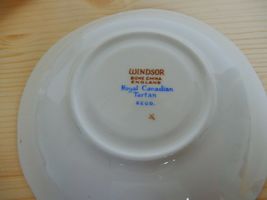 WINDSOR
BONE CHINA
ENGLAND
Royal Canadian
Tartan
REGD.